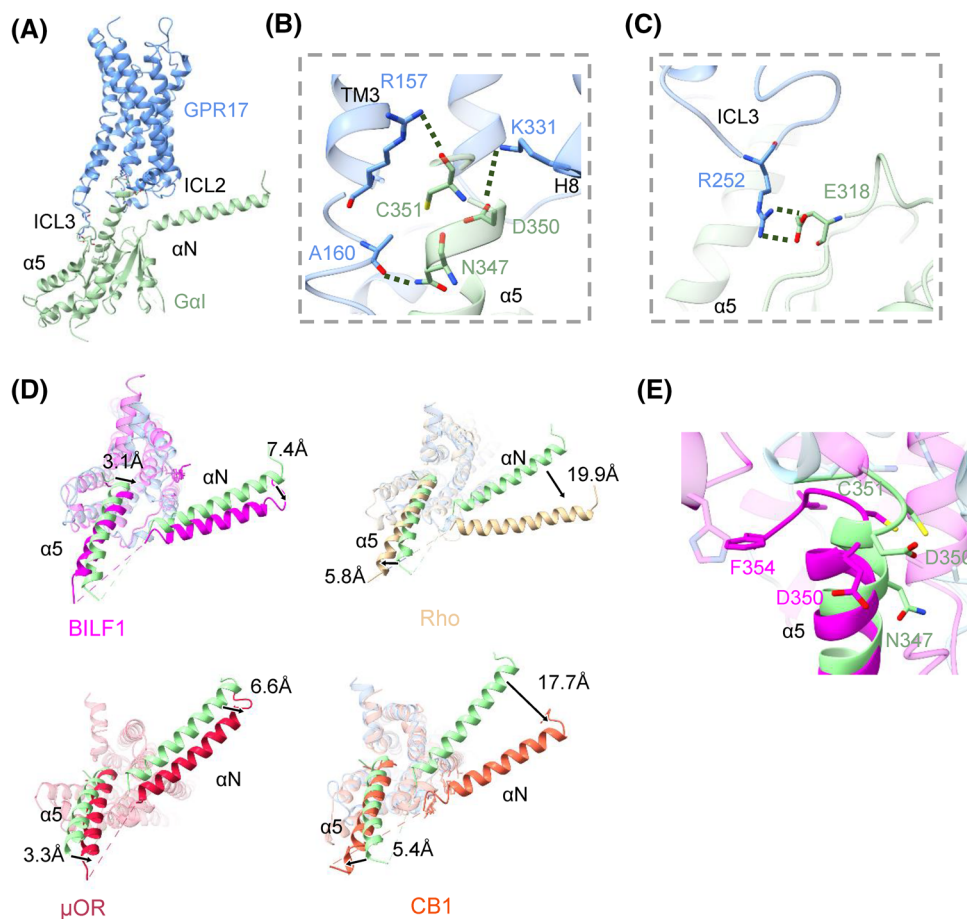 (A)
GPR17
ICL2
ICL3
αN
α5
GαI
(B)
R157
TM3
K331
C351
H8
D350
A160
N347
α5
(C)
ICL3
R252
E318
α5
(D)
3.1Å
αN
7.4Å
α5
BILF1
αN
19.9Å
α5
5.8Å
Rho
6.6Å
αN
α5
3.3Å
μOR
17.7Å
αN
α5
5.4Å
CB1
(E)
C351
D350
F354
D350
α5
N347